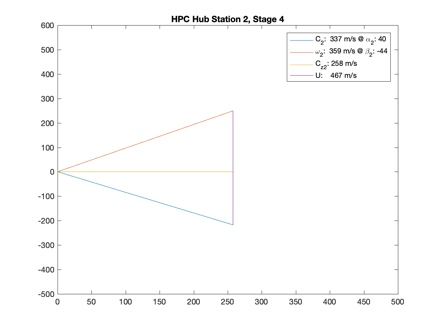 HPC Hub Station 2, Stage 4
600
500
400
300
200
100
0
-100
-200
-300
-400
-500
0 50 100 150 200 250 300 350 400 450 500
C₂: 337 m/s @ α₂: 40
ω₂: 359 m/s @ β₂: -44
C_z2: 258 m/s
U: 467 m/s